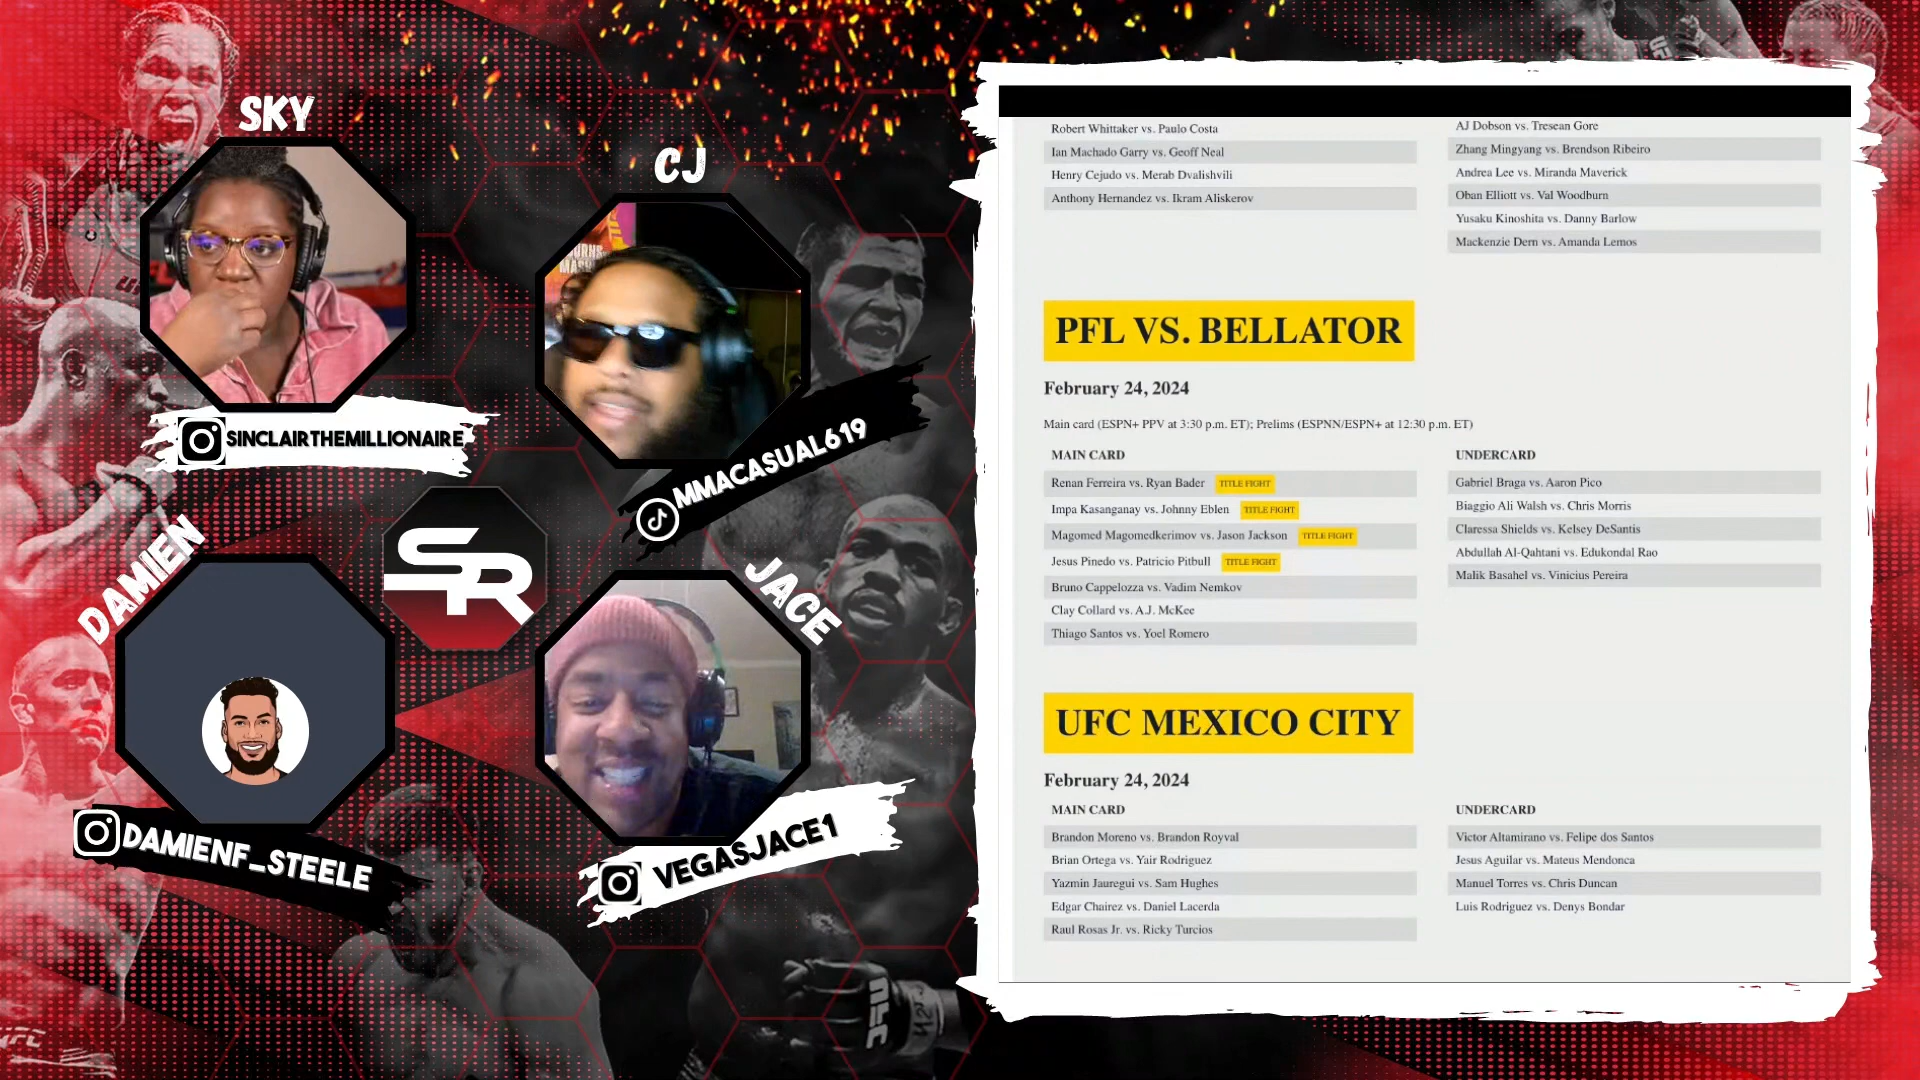 SKY
SINCLAIRTHEMILLIONAIRE
CJ
MMACASUAL619
DAMIEN
DAMIENF_STEELE
SR
JACE
VEGASJACE1
Robert Whittaker vs. Paulo Costa
Ian Machado Garry vs. Geoff Neal
Henry Cejudo vs. Merab Dvalishvili
Anthony Hernandez vs. Ikram Aliskerov
AJ Dobson vs. Tresean Gore
Zhang Mingyang vs. Brendson Ribeiro
Andrea Lee vs. Miranda Maverick
Oban Elliott vs. Val Woodburn
Yusaku Kinoshita vs. Danny Barlow
Mackenzie Dern vs. Amanda Lemos
PFL VS. BELLATOR
February 24, 2024
Main card (ESPN+ PPV at 3:30 p.m. ET); Prelims (ESPNN/ESPN+ at 12:30 p.m. ET)
MAIN CARD
Renan Ferreira vs. Ryan Bader TITLE FIGHT
Impa Kasanganay vs. Johnny Eblen TITLE FIGHT
Magomed Magomedkerimov vs. Jason Jackson TITLE FIGHT
Jesus Pinedo vs. Patricio Pitbull TITLE FIGHT
Bruno Cappelozza vs. Vadim Nemkov
Clay Collard vs. A.J. McKee
Thiago Santos vs. Yoel Romero
UNDERCARD
Gabriel Braga vs. Aaron Pico
Biaggio Ali Walsh vs. Chris Morris
Claressa Shields vs. Kelsey DeSantis
Abdullah Al-Qahtani vs. Edukondal Rao
Malik Basahel vs. Vinicius Pereira
UFC MEXICO CITY
February 24, 2024
MAIN CARD
Brandon Moreno vs. Brandon Royval
Brian Ortega vs. Yair Rodriguez
Yazmin Jauregui vs. Sam Hughes
Edgar Chairez vs. Daniel Lacerda
Raul Rosas Jr. vs. Ricky Turcios
UNDERCARD
Victor Altamirano vs. Felipe dos Santos
Jesus Aguilar vs. Mateus Mendonca
Manuel Torres vs. Chris Duncan
Luis Rodriguez vs. Denys Bondar
UFC